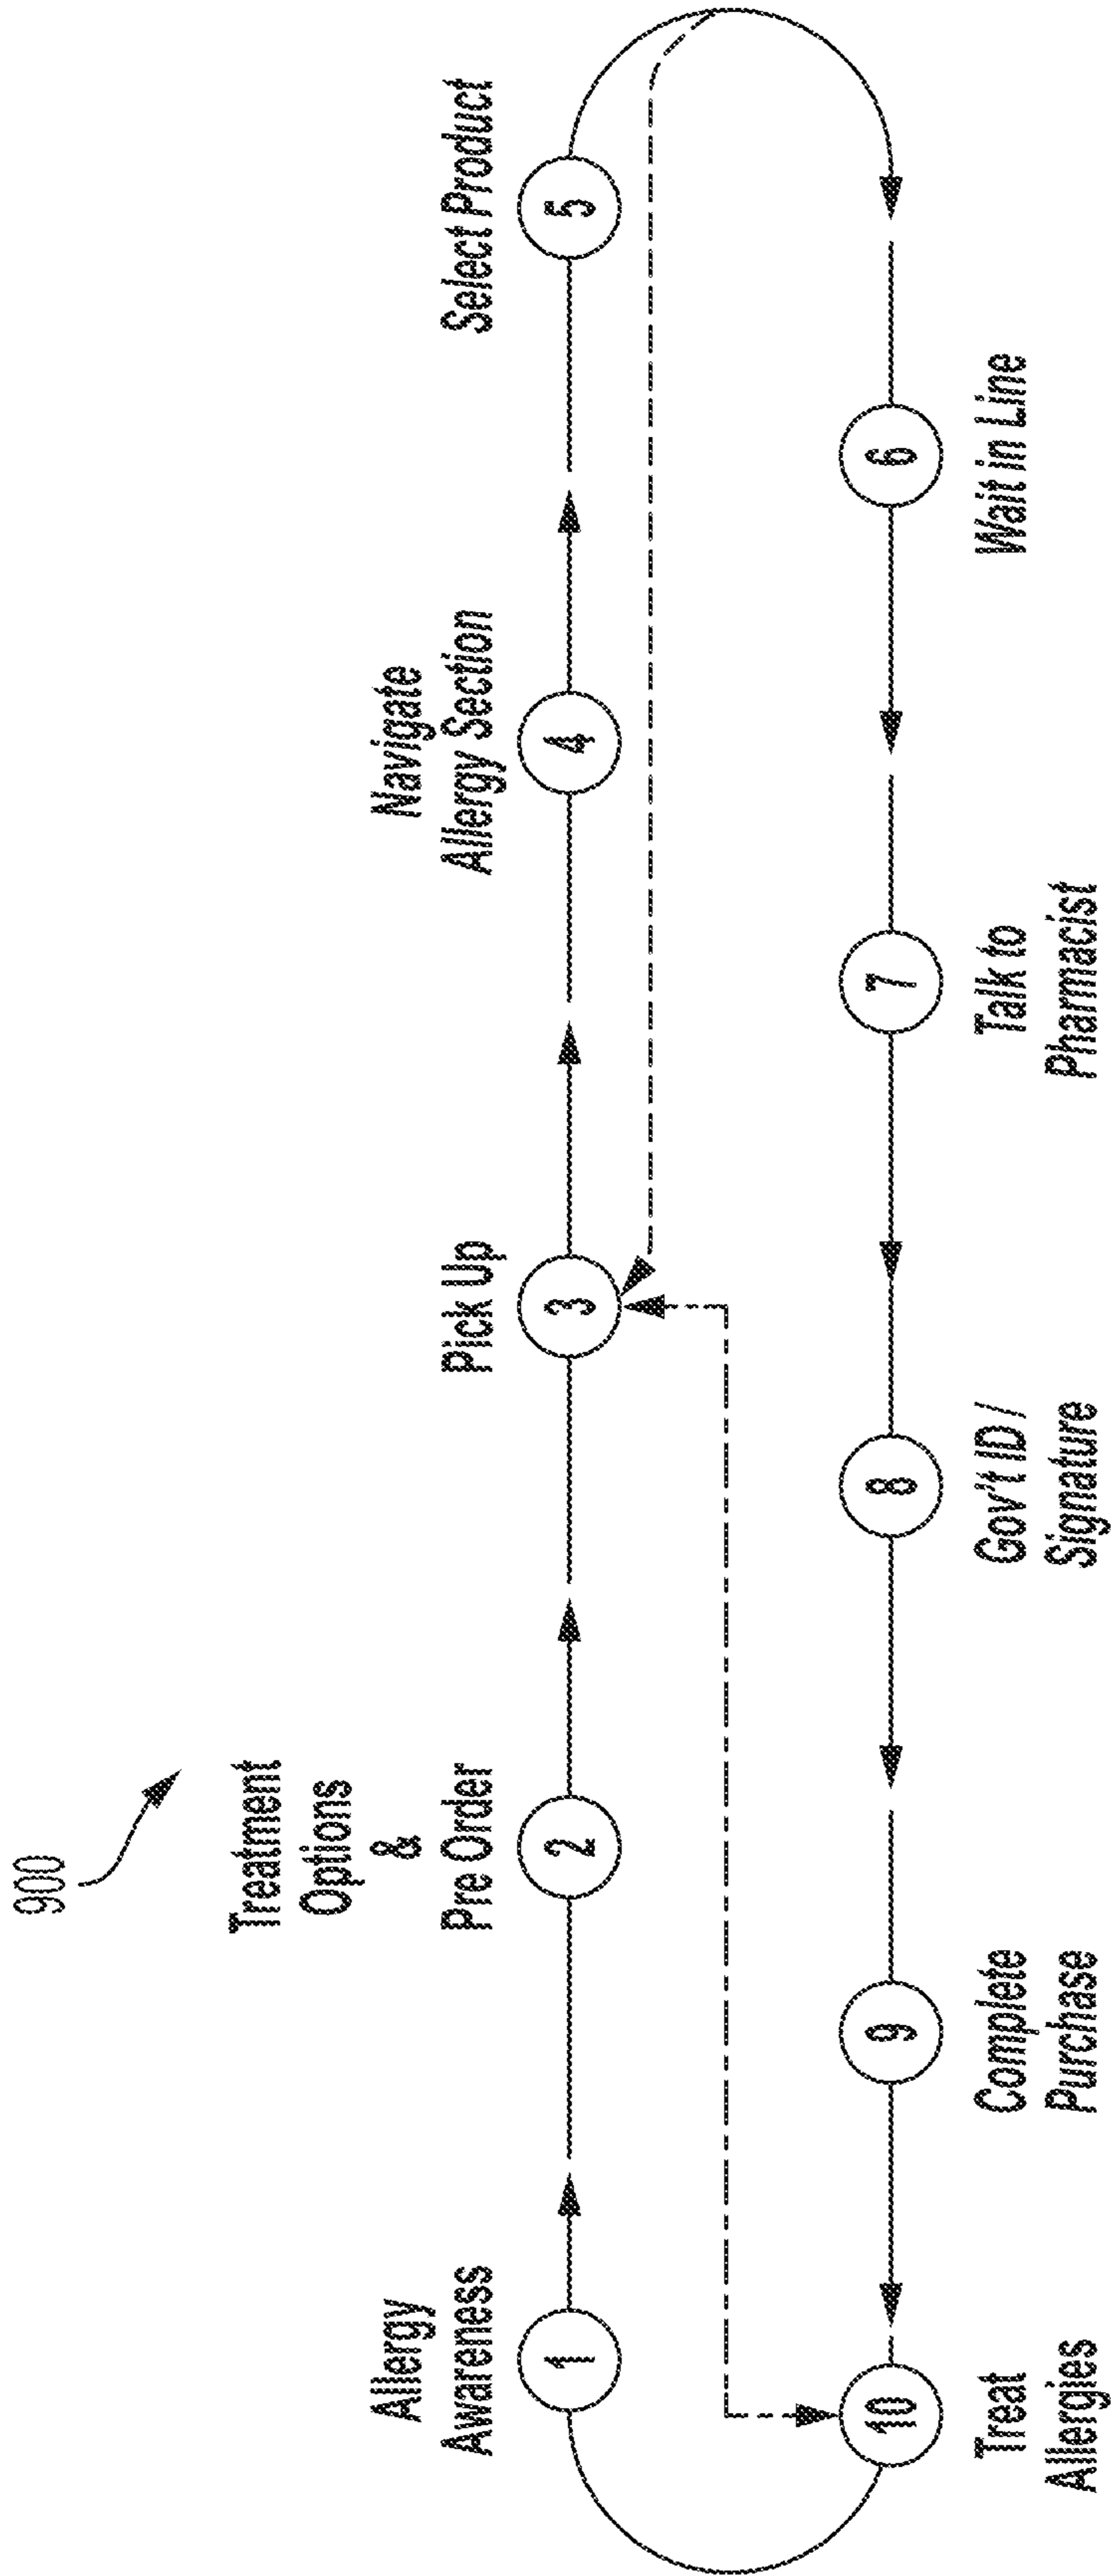 900
Allergy
Awareness
1
Treatment
Options
&
Pre Order
2
Pick Up
3
Navigate
Allergy Section
4
Select Product
5
6
Wait in Line
7
Talk to
Pharmacist
8
Gov't ID /
Signature
9
Complete
Purchase
10
Treat
Allergies